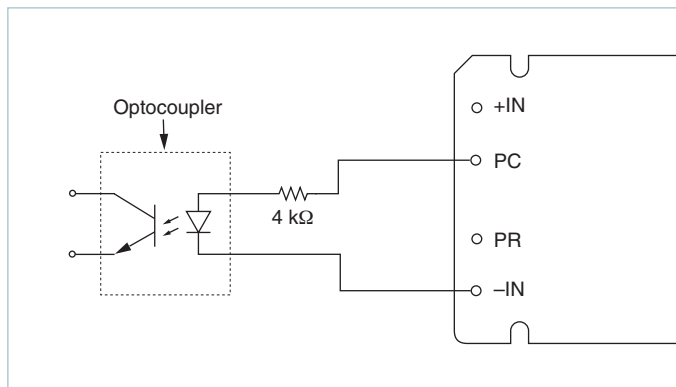 Optocoupler
4 kΩ
+IN
PC
PR
–IN